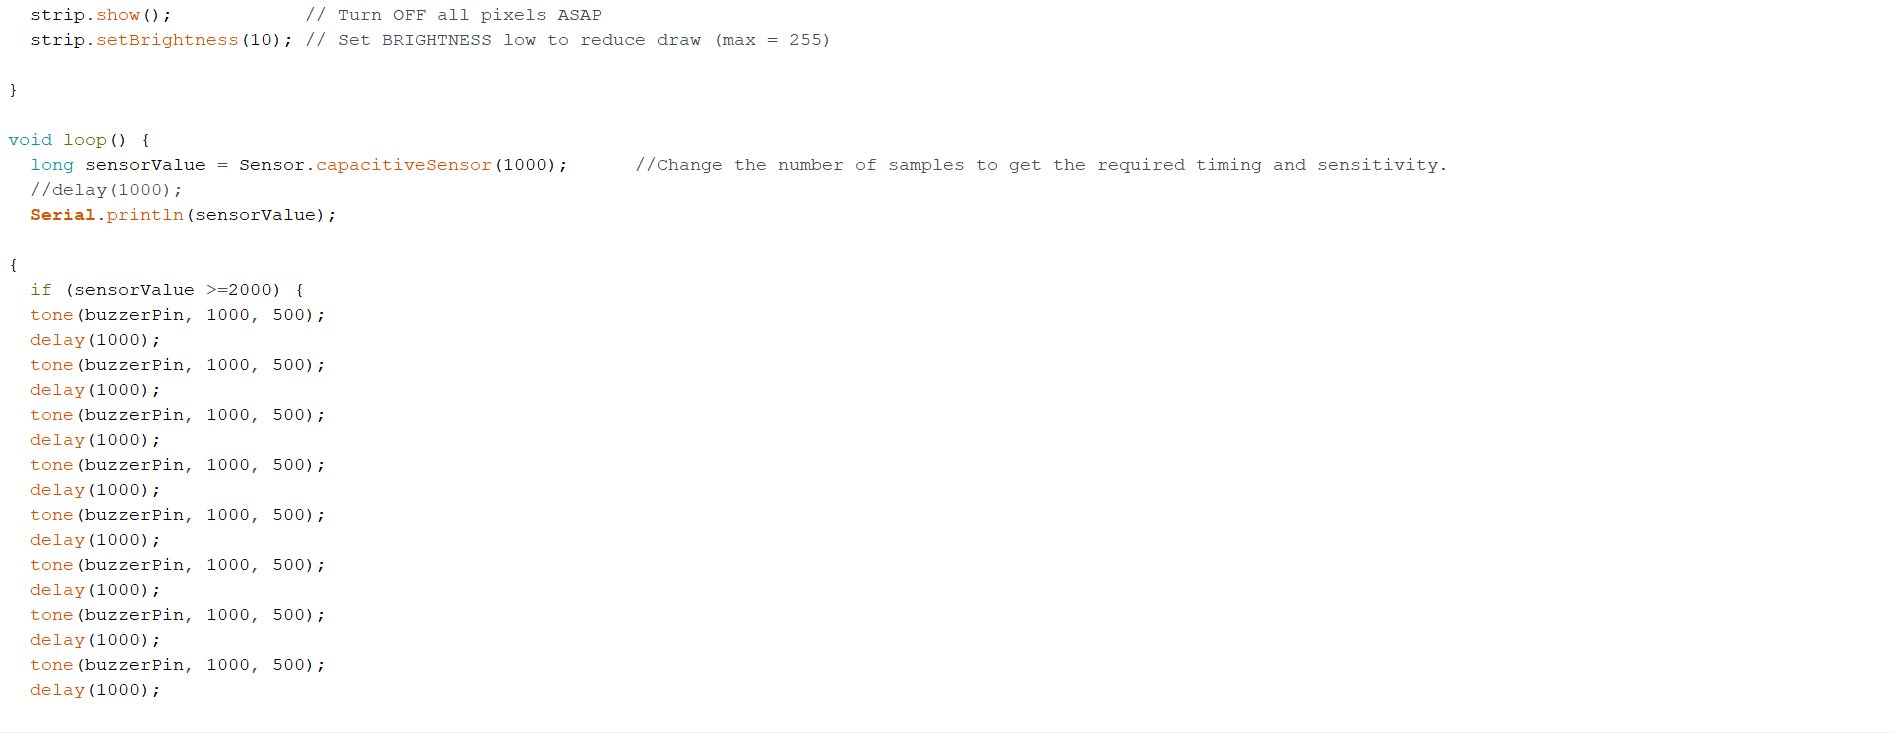 strip.show();            // Turn OFF all pixels ASAP
strip.setBrightness(10); // Set BRIGHTNESS low to reduce draw (max = 255)
}
void loop() {
long sensorValue = Sensor.capacitiveSensor(1000);      //Change the number of samples to get the required timing and sensitivity.
//delay(1000);
Serial.println(sensorValue);
{
if (sensorValue >=2000) {
tone(buzzerPin, 1000, 500);
delay(1000);
tone(buzzerPin, 1000, 500);
delay(1000);
tone(buzzerPin, 1000, 500);
delay(1000);
tone(buzzerPin, 1000, 500);
delay(1000);
tone(buzzerPin, 1000, 500);
delay(1000);
tone(buzzerPin, 1000, 500);
delay(1000);
tone(buzzerPin, 1000, 500);
delay(1000);
tone(buzzerPin, 1000, 500);
delay(1000);